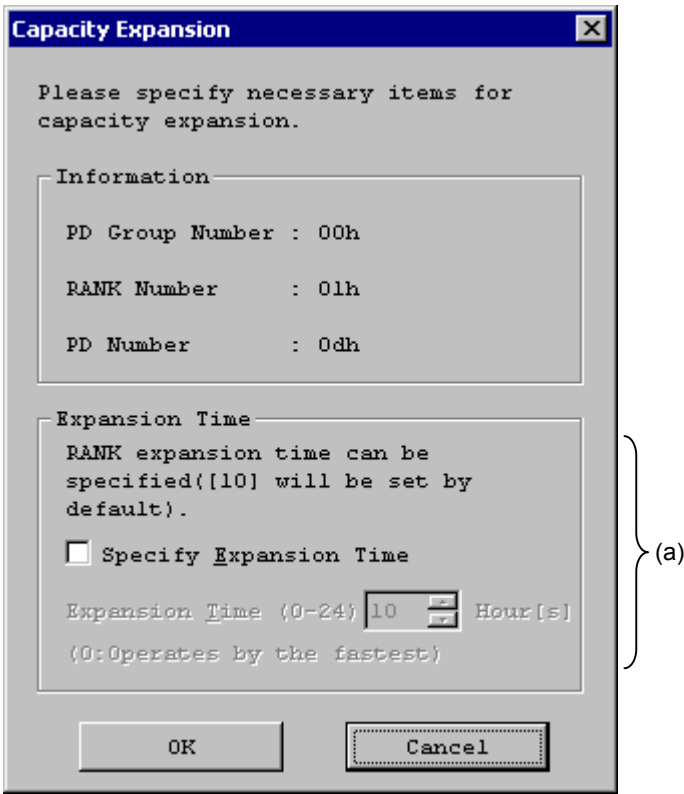 Capacity Expansion
Please specify necessary items for
capacity expansion.
Information
PD Group Number : 00h
RANK Number : 01h
PD Number : 0dh
Expansion Time
RANK expansion time can be
specified([10] will be set by
default).
Specify Expansion Time
(a)
Expansion Time (0-24) 10 Hour[s]
(0:Operates by the fastest)
OK Cancel